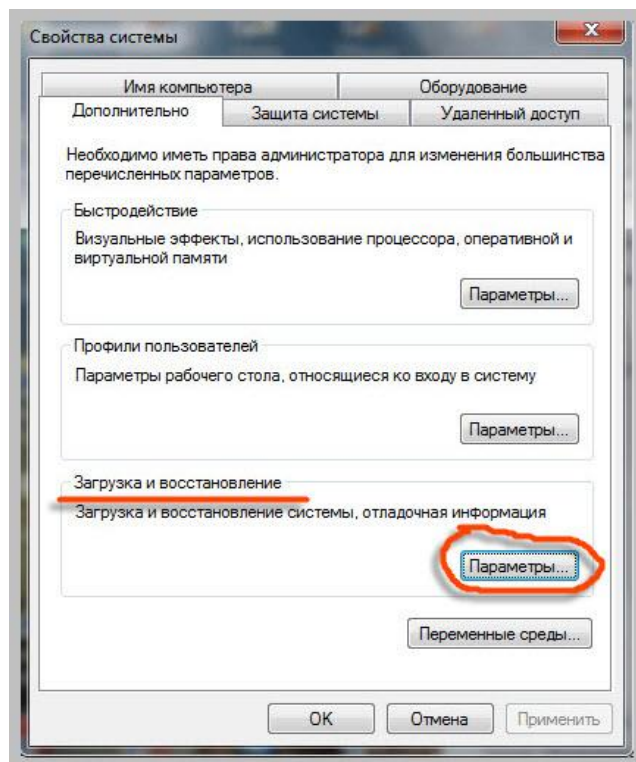 Свойства системы
Имя компьютера
Оборудование
Дополнительно
Защита системы
Удаленный доступ
Необходимо иметь права администратора для изменения большинства
перечисленных параметров.
Быстродействие
Визуальные эффекты, использование процессора, оперативной и
виртуальной памяти
Параметры...
Профили пользователей
Параметры рабочего стола, относящиеся ко входу в систему
Параметры...
Загрузка и восстановление
Загрузка и восстановление системы, отладочная информация
Параметры...
Переменные среды...
ОК
Отмена
Применить